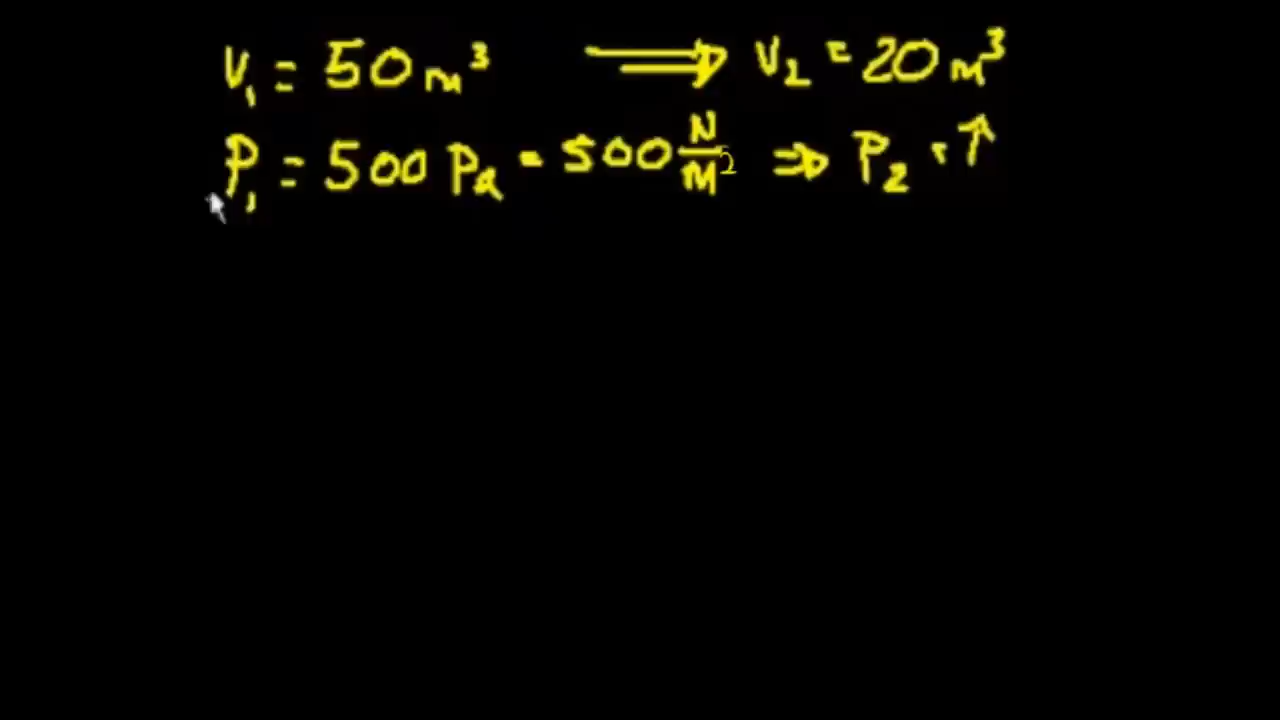 V₁ = 50 m³ ⇒ V₂ = 20 m³
P₁ = 500 Pa = 500 N/M² ⇒ P₂ = ↑